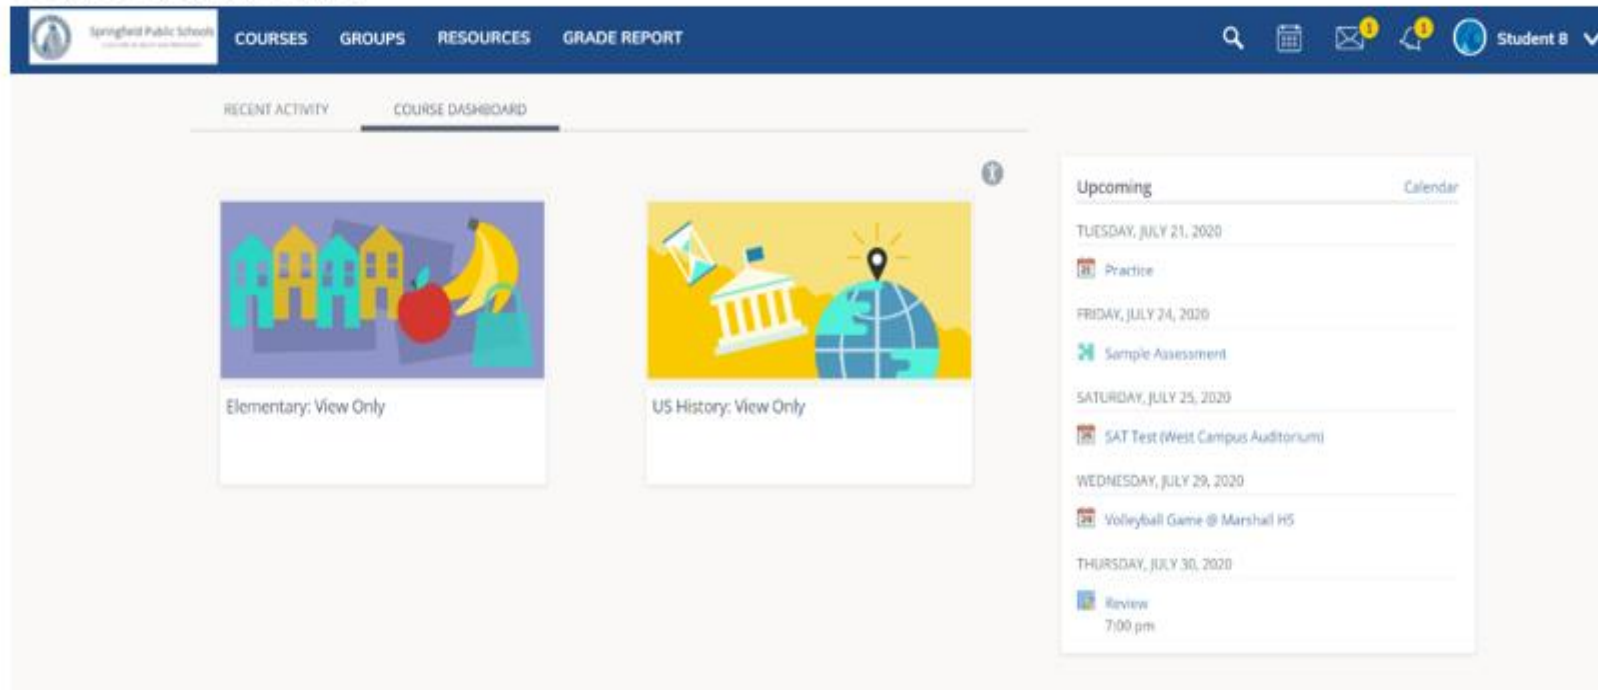 Springfield Public Schools
COURSES GROUPS RESOURCES GRADE REPORT
1 1 Student 8
RECENT ACTIVITY COURSE DASHBOARD
Elementary: View Only
US History: View Only
Upcoming Calendar
TUESDAY, JULY 21, 2020
Practice
FRIDAY, JULY 24, 2020
Sample Assessment
SATURDAY, JULY 25, 2020
SAT Test (West Campus Auditorium)
WEDNESDAY, JULY 29, 2020
Volleyball Game @ Marshall HS
THURSDAY, JULY 30, 2020
Review
7:00 pm